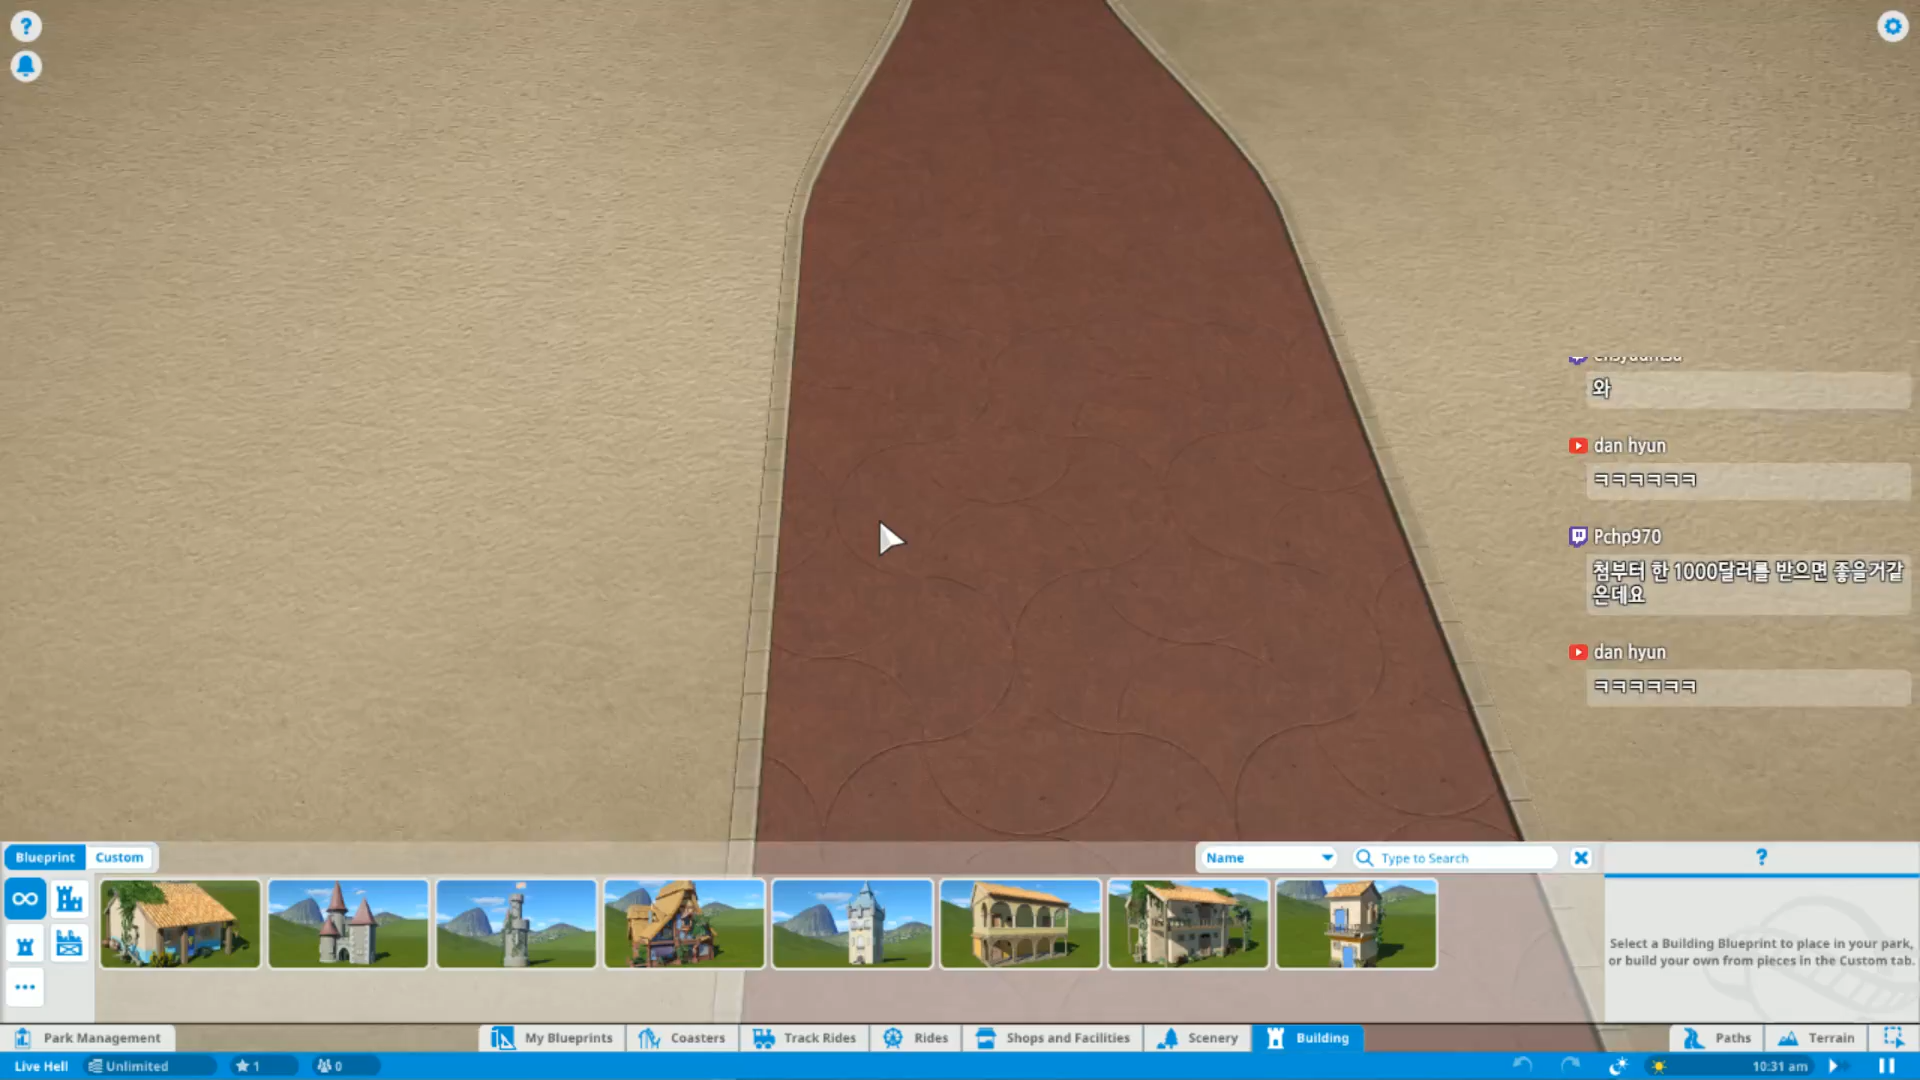 ?
와
dan hyun
ㅋㅋㅋㅋㅋㅋ
Pchp970
첨부터 한 1000달러를 받으면 좋을거같
은데요
dan hyun
ㅋㅋㅋㅋㅋㅋ
Blueprint Custom
Name
Type to Search
?
Select a Building Blueprint to place in your park,
or build your own from pieces in the Custom tab.
Park Management
My Blueprints
Coasters
Track Rides
Rides
Shops and Facilities
Scenery
Building
Paths
Terrain
Live Hell
Unlimited
1
0
10:31 am